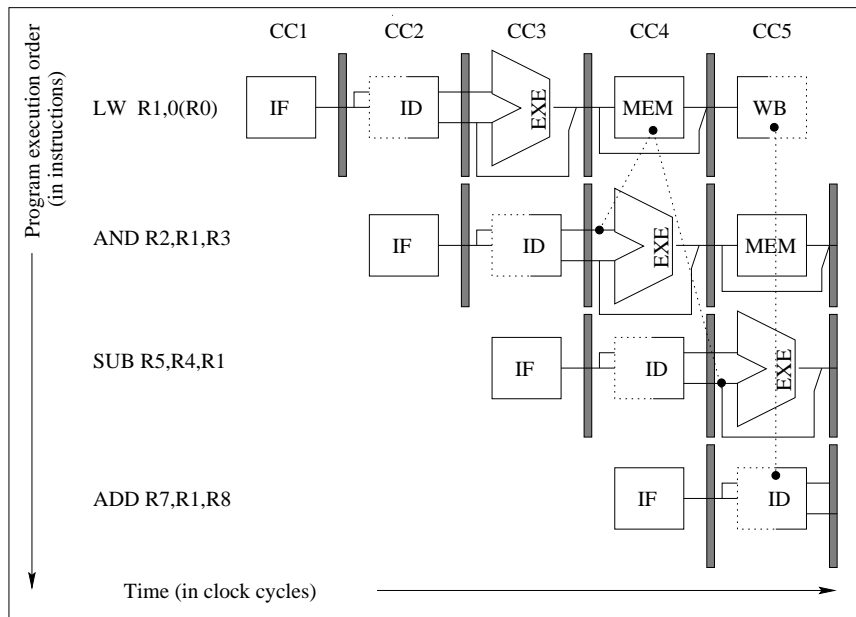 CC1 CC2 CC3 CC4 CC5
Program execution order
(in instructions)
LW R1,0(R0) IF ID EXE MEM WB
AND R2,R1,R3 IF ID EXE MEM
SUB R5,R4,R1 IF ID EXE
ADD R7,R1,R8 IF ID
Time (in clock cycles)